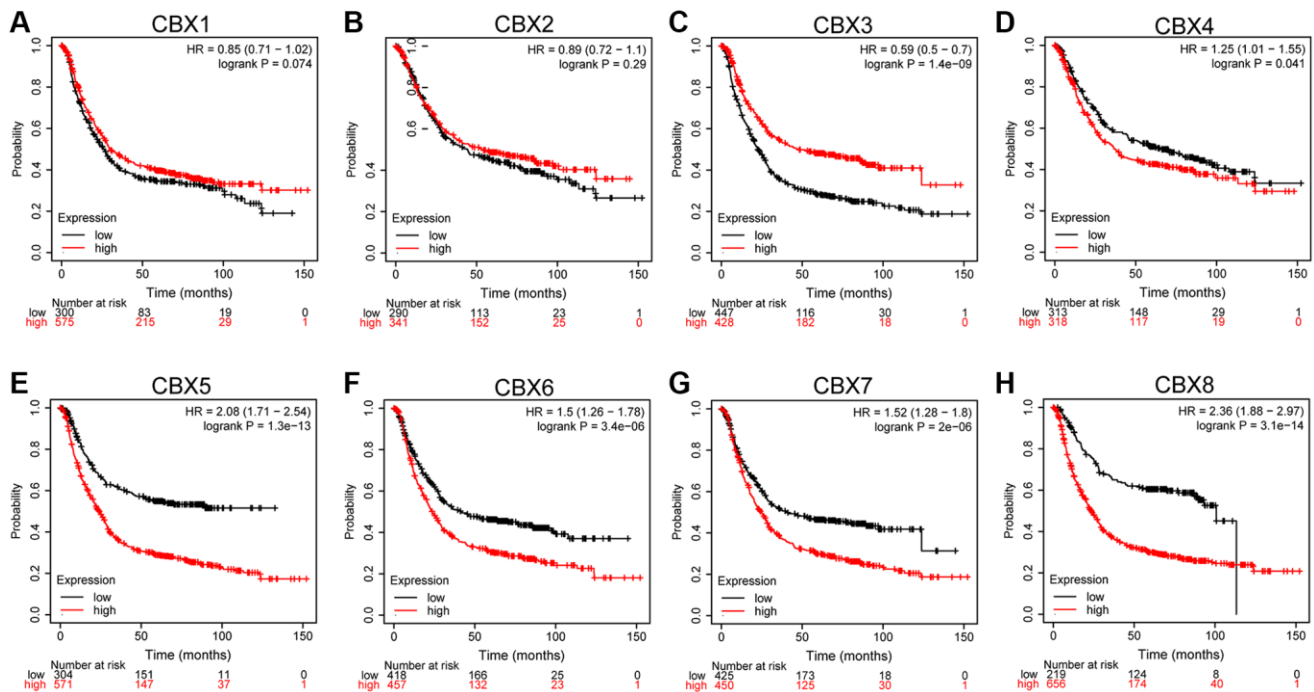 A
CBX1
HR = 0.85 (0.71 − 1.02)
logrank P = 0.074
Probability
1.0
0.8
0.6
0.4
0.2
0.0
Expression
low
high
0 50 100 150
Time (months)
Number at risk
low 300 83 19 0
high 575 215 29 1
B
CBX2
HR = 0.89 (0.72 − 1.1)
logrank P = 0.29
Probability
1.0
0.8
0.6
0.4
0.2
0.0
Expression
low
high
0 50 100 150
Time (months)
Number at risk
low 290 113 23 1
high 341 152 25 0
C
CBX3
HR = 0.59 (0.5 − 0.7)
logrank P = 1.4e−09
Probability
1.0
0.8
0.6
0.4
0.2
0.0
Expression
low
high
0 50 100 150
Time (months)
Number at risk
low 447 116 30 1
high 428 182 18 0
D
CBX4
HR = 1.25 (1.01 − 1.55)
logrank P = 0.041
Probability
1.0
0.8
0.6
0.4
0.2
0.0
Expression
low
high
0 50 100 150
Time (months)
Number at risk
low 313 148 29 1
high 318 117 19 0
E
CBX5
HR = 2.08 (1.71 − 2.54)
logrank P = 1.3e−13
Probability
1.0
0.8
0.6
0.4
0.2
0.0
Expression
low
high
0 50 100 150
Time (months)
Number at risk
low 304 151 11 0
high 571 147 37 1
F
CBX6
HR = 1.5 (1.26 − 1.78)
logrank P = 3.4e−06
Probability
1.0
0.8
0.6
0.4
0.2
0.0
Expression
low
high
0 50 100 150
Time (months)
Number at risk
low 418 166 25 0
high 457 132 23 1
G
CBX7
HR = 1.52 (1.28 − 1.8)
logrank P = 2e−06
Probability
1.0
0.8
0.6
0.4
0.2
0.0
Expression
low
high
0 50 100 150
Time (months)
Number at risk
low 425 173 18 0
high 450 125 30 1
H
CBX8
HR = 2.36 (1.88 − 2.97)
logrank P = 3.1e−14
Probability
1.0
0.8
0.6
0.4
0.2
0.0
Expression
low
high
0 50 100 150
Time (months)
Number at risk
low 219 124 8 0
high 656 174 40 1